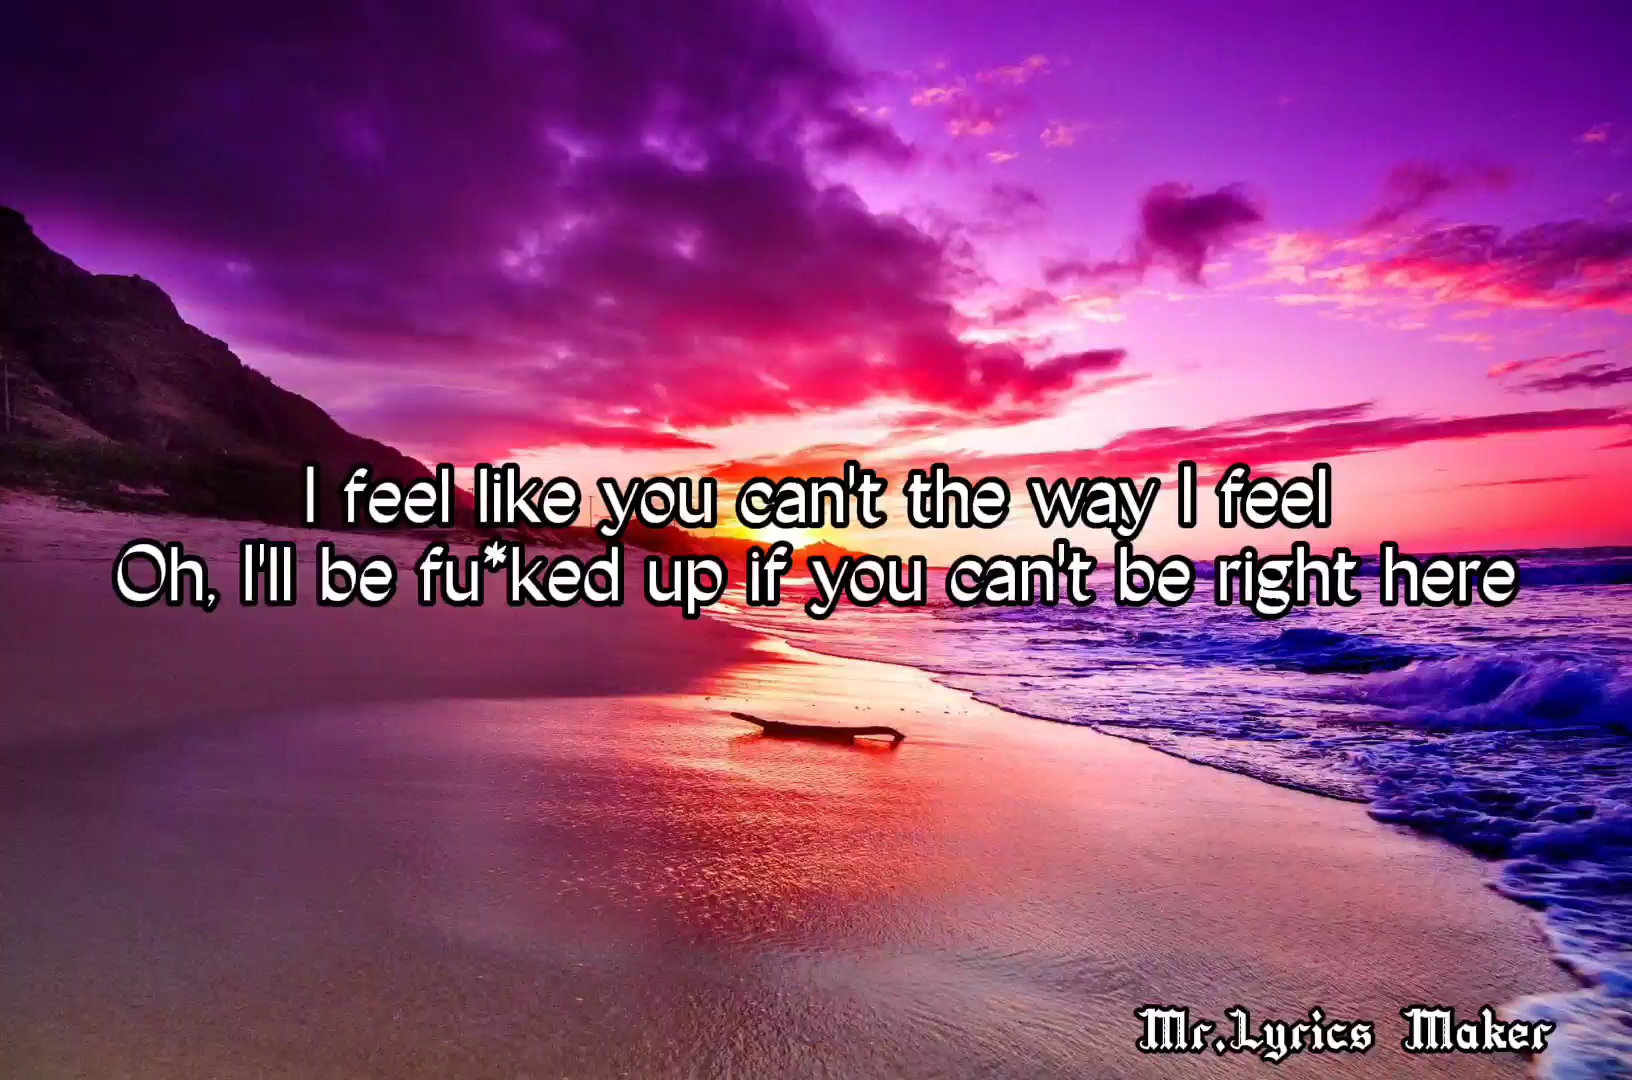 I feel like you can't the way I feel
Oh, I'll be fu*ked up if you can't be right here
Mr.Lyrics Maker